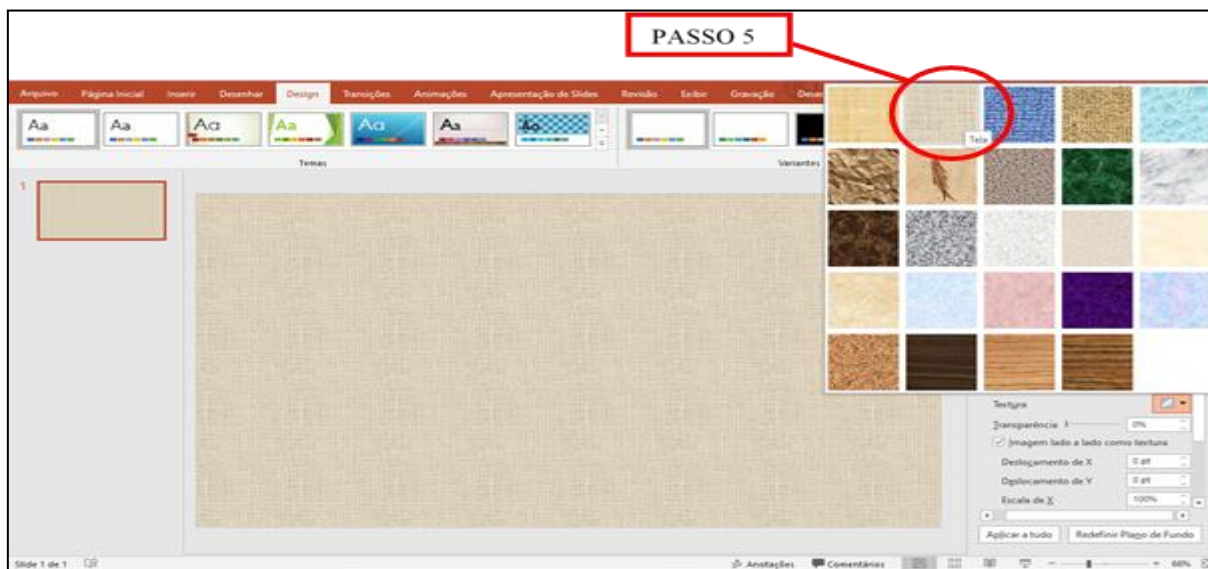 PASSO 5
Arquivo Página Inicial Inserir Desenhar Design Transições Animações Apresentação de Slides Revisão Exibir Gravação
Aa Aa Aa Aa Aa Aa Aa
Tela
Temas Variantes
1
Textura
Transparência 0%
Imagem lado a lado como textura
Deslocamento de X 0 pt
Deslocamento de Y 0 pt
Escala de X 100%
Aplicar a tudo Redefinir Plano de Fundo
Slide 1 de 1 Anotações Comentários 66%